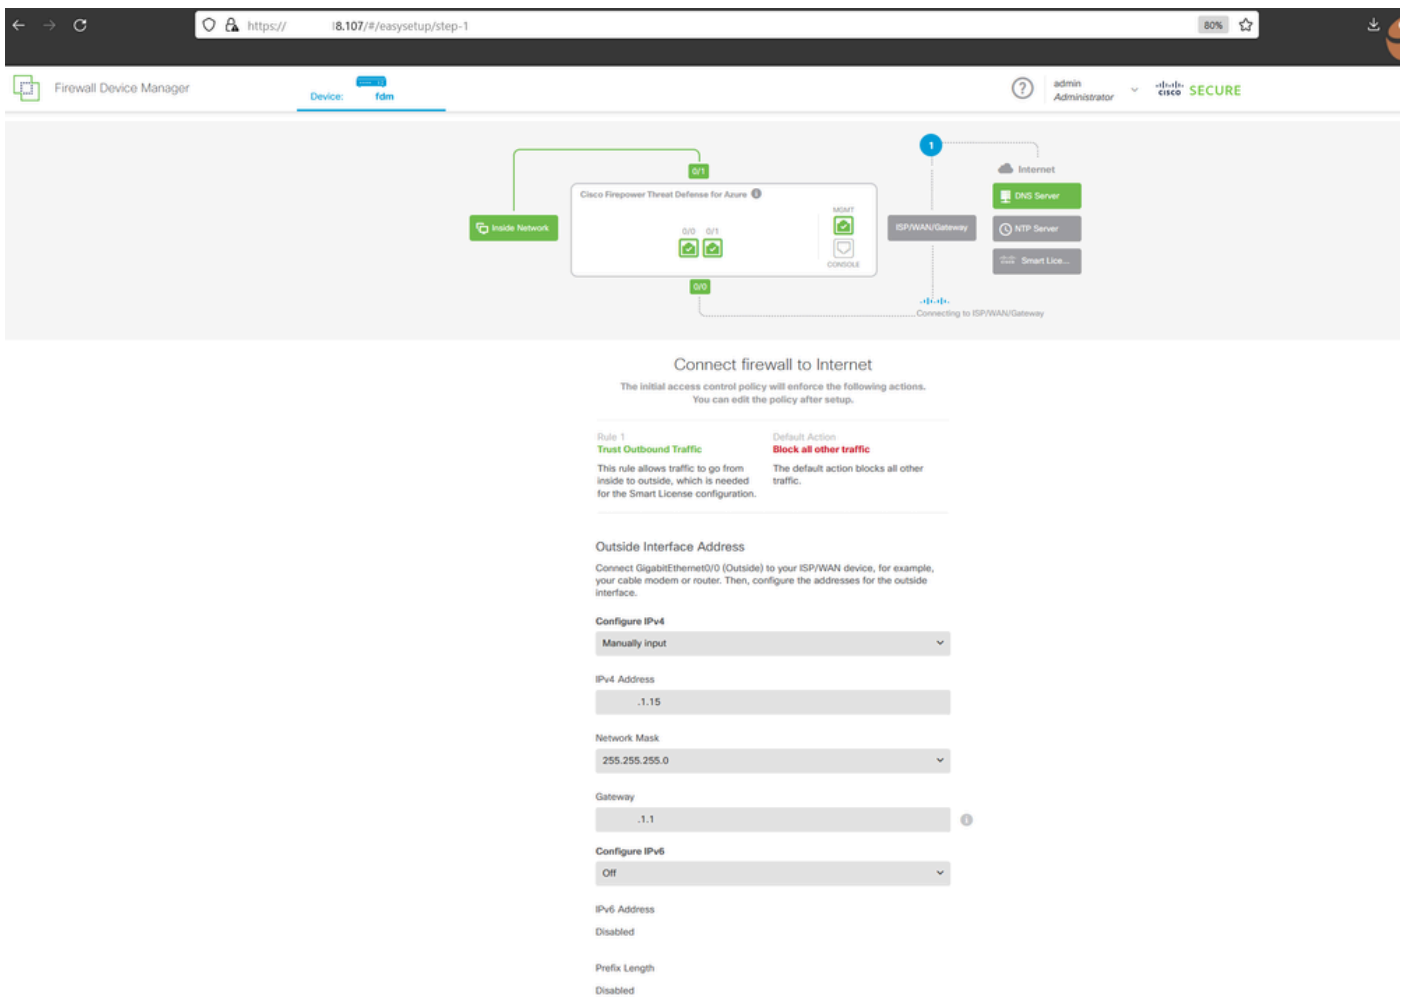 https:// 8.107/#/easysetup/step-1
80%
Firewall Device Manager
Device: fdm
?
admin
Administrator
cisco SECURE
1
Internet
0/1
Cisco Firepower Threat Defense for Azure
DNS Server
MGMT
Inside Network
0/0 0/1
ISP/WAN/Gateway
NTP Server
CONSOLE
cisco Smart Lice...
0/0
Connecting to ISP/WAN/Gateway
Connect firewall to Internet
The initial access control policy will enforce the following actions.
You can edit the policy after setup.
Rule 1
Trust Outbound Traffic
This rule allows traffic to go from
inside to outside, which is needed
for the Smart License configuration.
Default Action
Block all other traffic
The default action blocks all other
traffic.
Outside Interface Address
Connect GigabitEthernet0/0 (Outside) to your ISP/WAN device, for example,
your cable modem or router. Then, configure the addresses for the outside
interface.
Configure IPv4
Manually input
IPv4 Address
.1.15
Network Mask
255.255.255.0
Gateway
.1.1
Configure IPv6
Off
IPv6 Address
Disabled
Prefix Length
Disabled